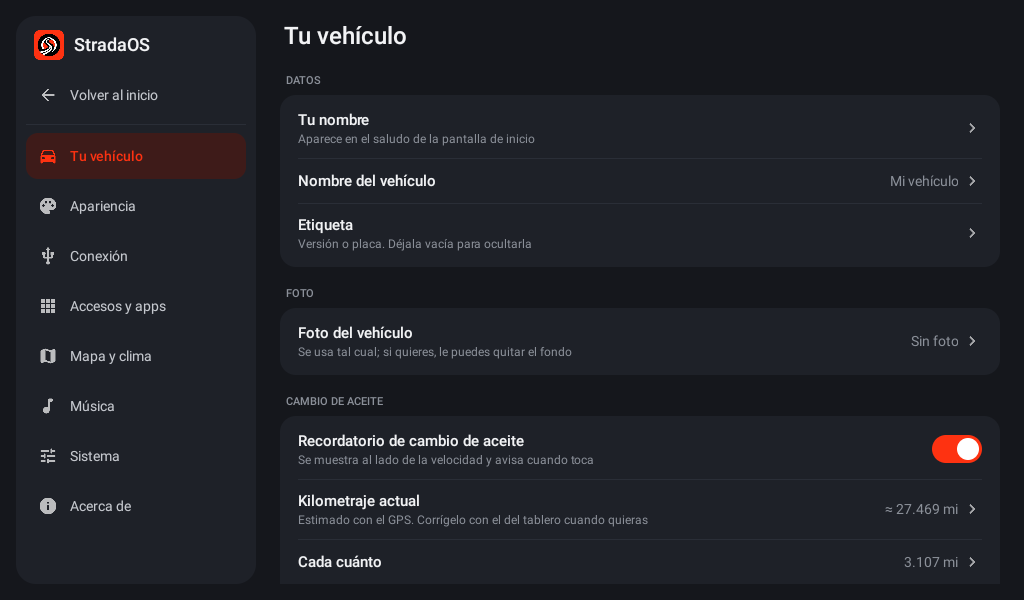 StradaOS
Volver al inicio
Tu vehículo
Apariencia
Conexión
Accesos y apps
Mapa y clima
Música
Sistema
Acerca de
Tu vehículo
DATOS
Tu nombre
Aparece en el saludo de la pantalla de inicio
Nombre del vehículo
Mi vehículo
Etiqueta
Versión o placa. Déjala vacía para ocultarla
FOTO
Foto del vehículo
Se usa tal cual; si quieres, le puedes quitar el fondo
Sin foto
CAMBIO DE ACEITE
Recordatorio de cambio de aceite
Se muestra al lado de la velocidad y avisa cuando toca
Kilometraje actual
Estimado con el GPS. Corrígelo con el del tablero cuando quieras
≈ 27.469 mi
Cada cuánto
3.107 mi